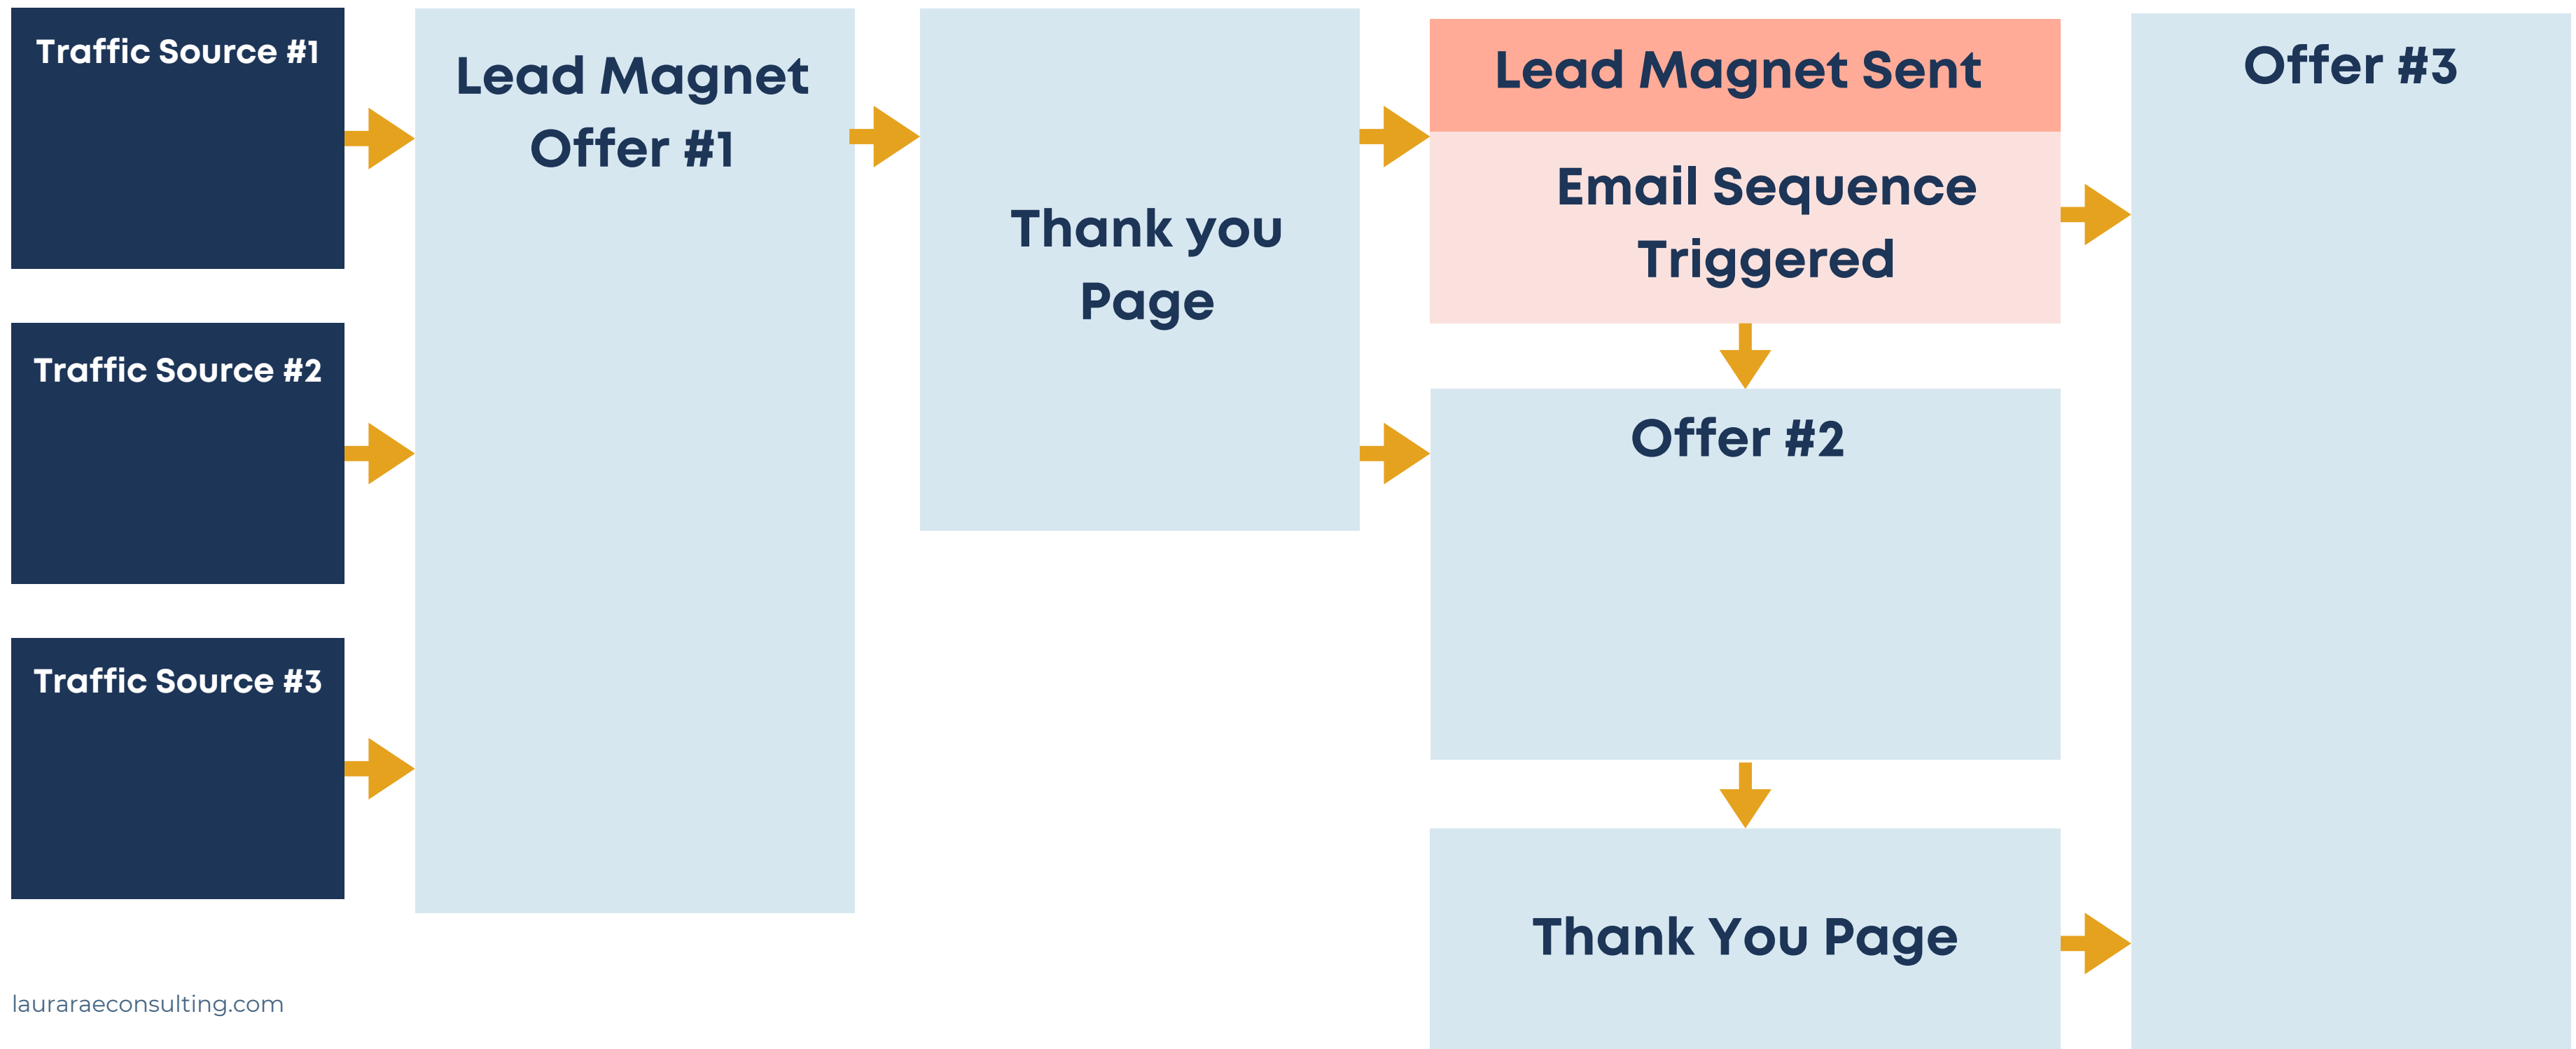 Traffic Source #1
Lead Magnet
Offer #1
Thank you
Page
Lead Magnet Sent
Email Sequence
Triggered
Offer #3
Traffic Source #2
Offer #2
Traffic Source #3
Thank You Page
lauraraeconsulting.com